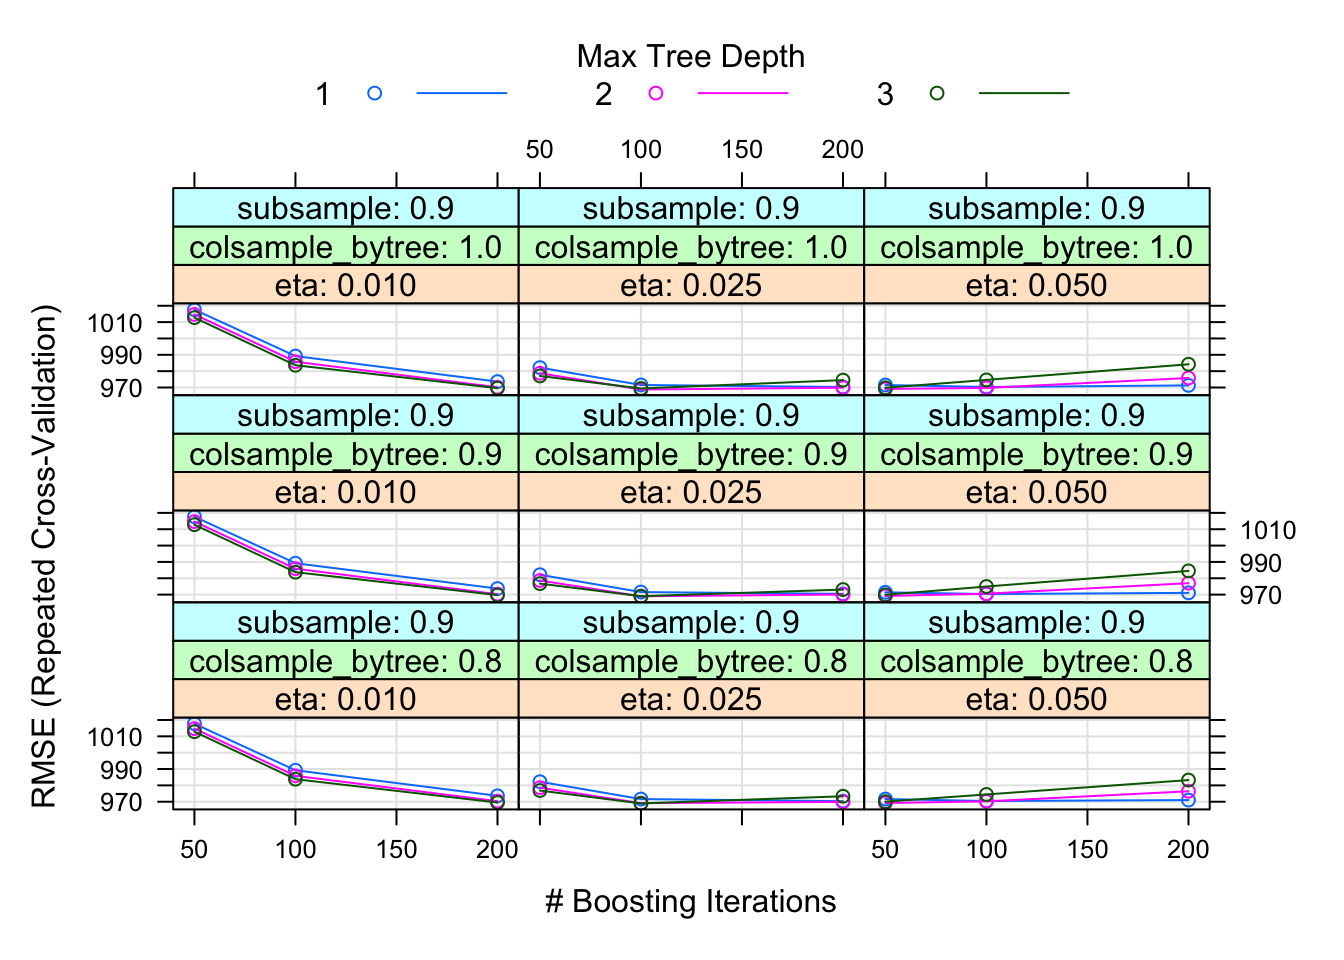 Max Tree Depth
1 2 3
50 100 150 200
subsample: 0.9 subsample: 0.9 subsample: 0.9
colsample_bytree: 1.0 colsample_bytree: 1.0 colsample_bytree: 1.0
eta: 0.010 eta: 0.025 eta: 0.050
1010
990
970
subsample: 0.9 subsample: 0.9 subsample: 0.9
colsample_bytree: 0.9 colsample_bytree: 0.9 colsample_bytree: 0.9
eta: 0.010 eta: 0.025 eta: 0.050
1010
990
970
subsample: 0.9 subsample: 0.9 subsample: 0.9
colsample_bytree: 0.8 colsample_bytree: 0.8 colsample_bytree: 0.8
eta: 0.010 eta: 0.025 eta: 0.050
1010
990
970
50 100 150 200 50 100 150 200
# Boosting Iterations
RMSE (Repeated Cross-Validation)